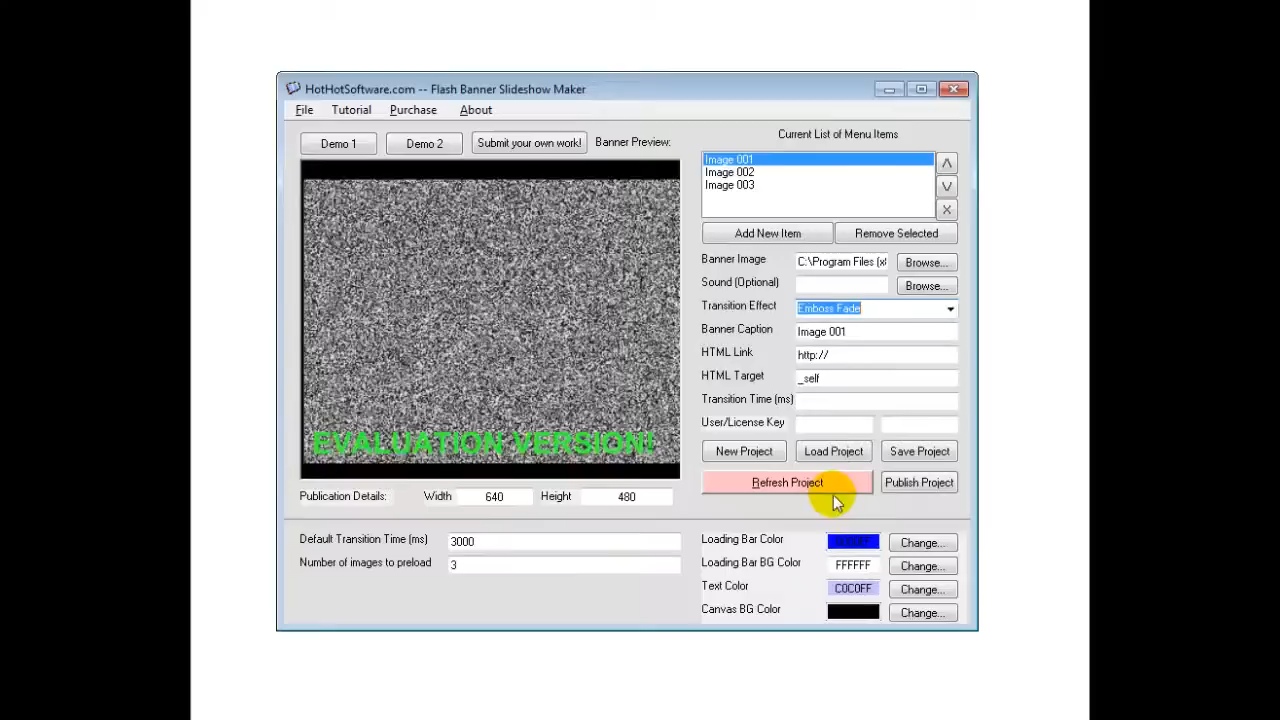 HotHotSoftware.com -- Flash Banner Slideshow Maker
File Tutorial Purchase About
Demo 1 Demo 2 Submit your own work! Banner Preview:
Current List of Menu Items
Image 001
Image 002
Image 003
Add New Item Remove Selected
Banner Image C:\Program Files (x Browse...
Sound (Optional) Browse...
Transition Effect Emboss Fade
Banner Caption Image 001
HTML Link http://
HTML Target _self
Transition Time (ms)
User/License Key
EVALUATION VERSION!
New Project Load Project Save Project
Refresh Project Publish Project
Publication Details: Width 640 Height 480
Default Transition Time (ms) 3000
Number of images to preload 3
Loading Bar Color 0000FF Change...
Loading Bar BG Color FFFFFF Change...
Text Color C0C0FF Change...
Canvas BG Color Change...